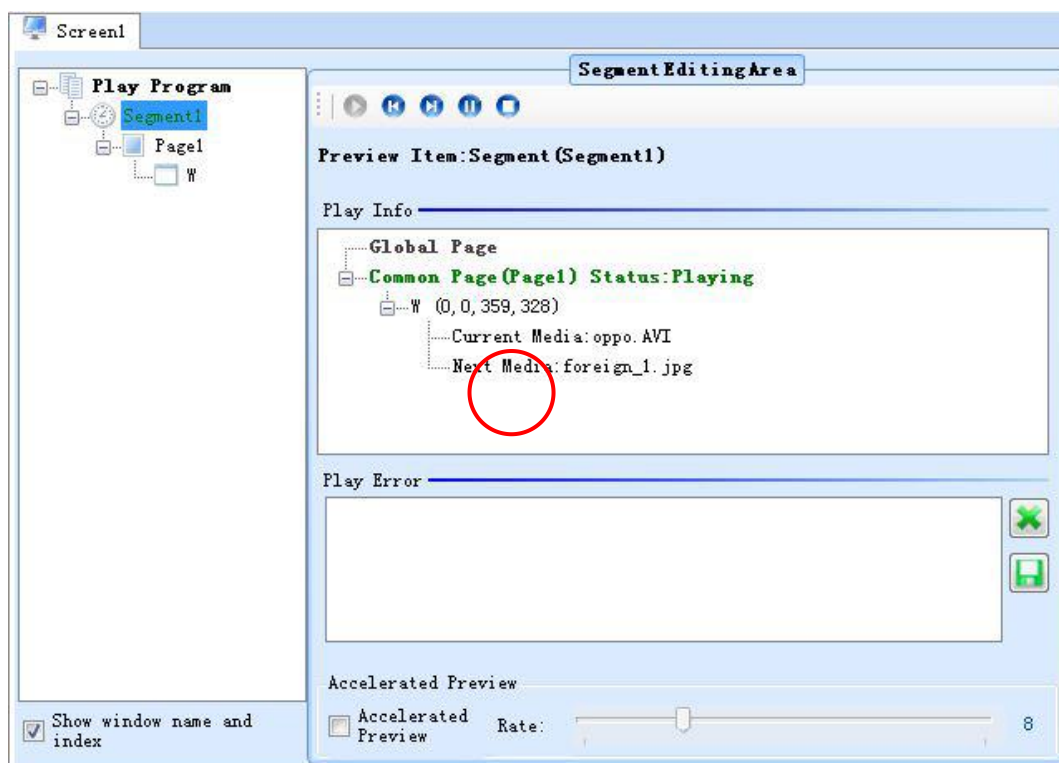 Screen1
Play Program
Segment1
Page1
W
Show window name and
index
SegmentEditingArea
Preview Item:Segment(Segment1)
Play Info
Global Page
Common Page(Page1) Status:Playing
W (0,0,359,328)
Current Media:oppo.AVI
Next Media:foreign_1.jpg
Play Error
Accelerated Preview
Accelerated
Preview
Rate:
8